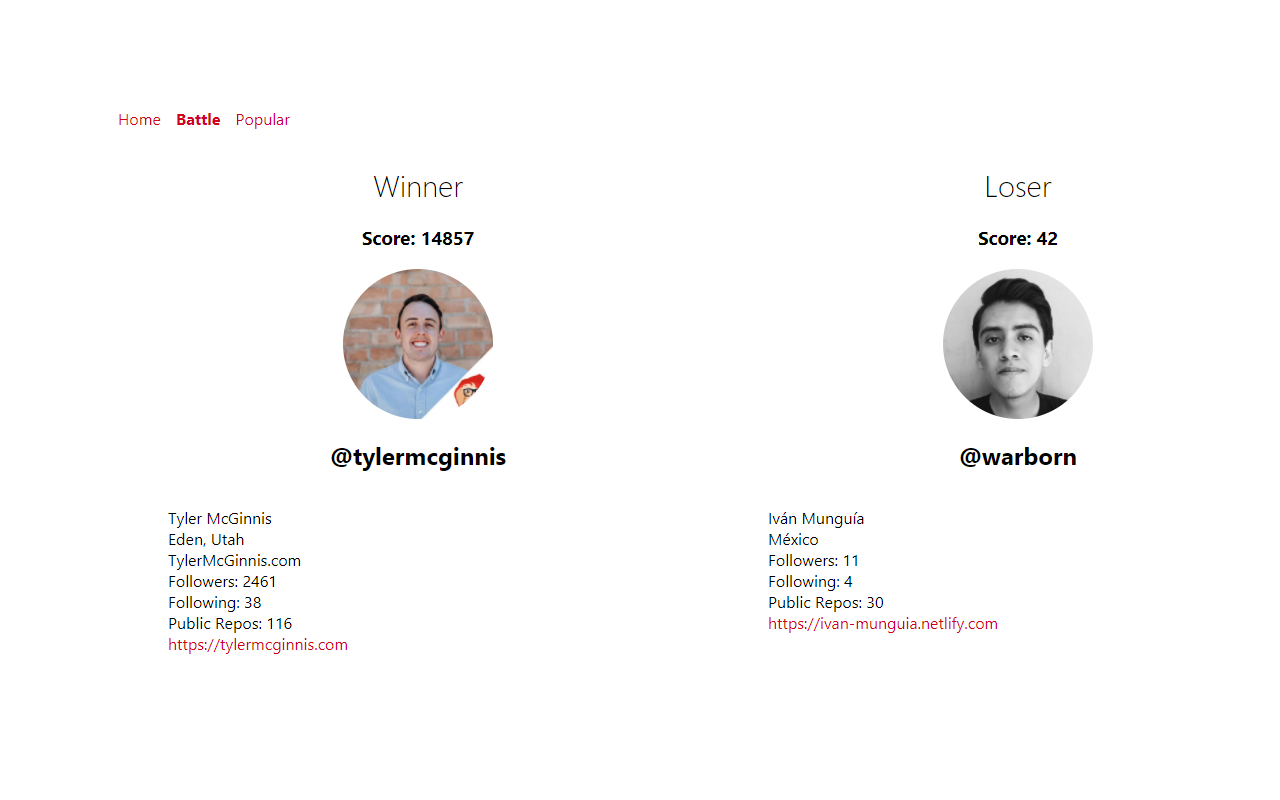 Home Battle Popular
Winner
Score: 14857
@tylermcginnis
Tyler McGinnis
Eden, Utah
TylerMcGinnis.com
Followers: 2461
Following: 38
Public Repos: 116
https://tylermcginnis.com
Loser
Score: 42
@warborn
Iván Munguía
México
Followers: 11
Following: 4
Public Repos: 30
https://ivan-munguia.netlify.com